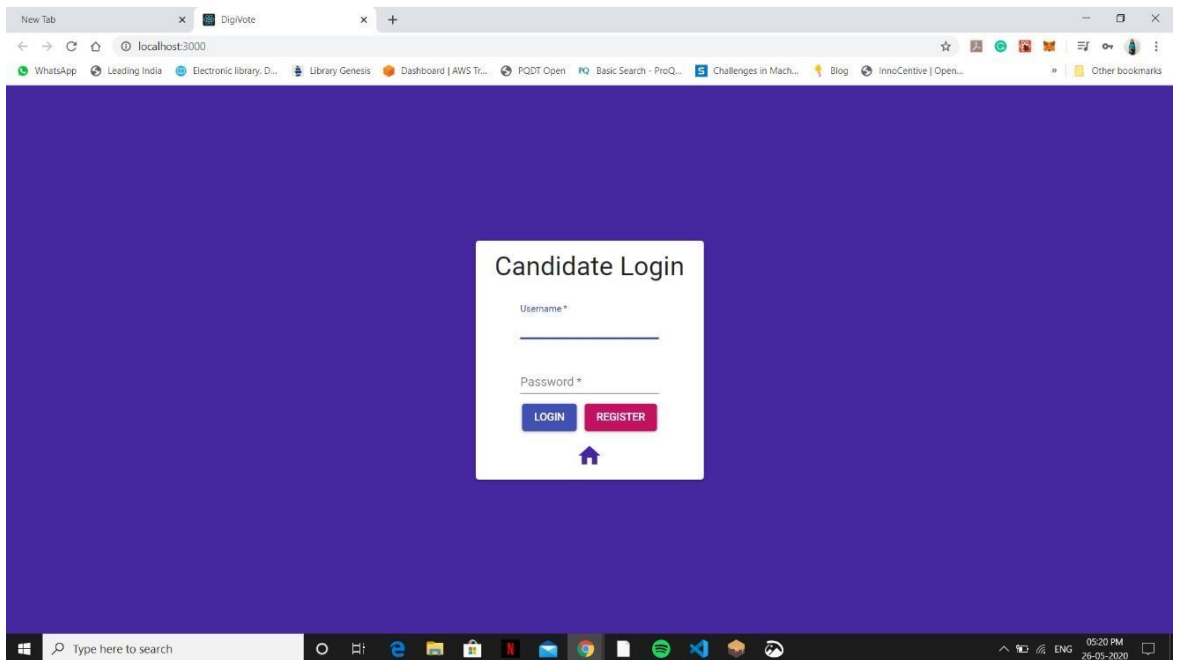 New Tab
DigiVote
localhost:3000
WhatsApp Leading India Electronic library. D... Library Genesis Dashboard | AWS Tr... PQDT Open PQ Basic Search - ProQ... S Challenges in Mach... Blog InnoCentive | Open... » Other bookmarks
Candidate Login
Username *
Password *
LOGIN REGISTER
Type here to search
N
ENG
05:20 PM
26-05-2020